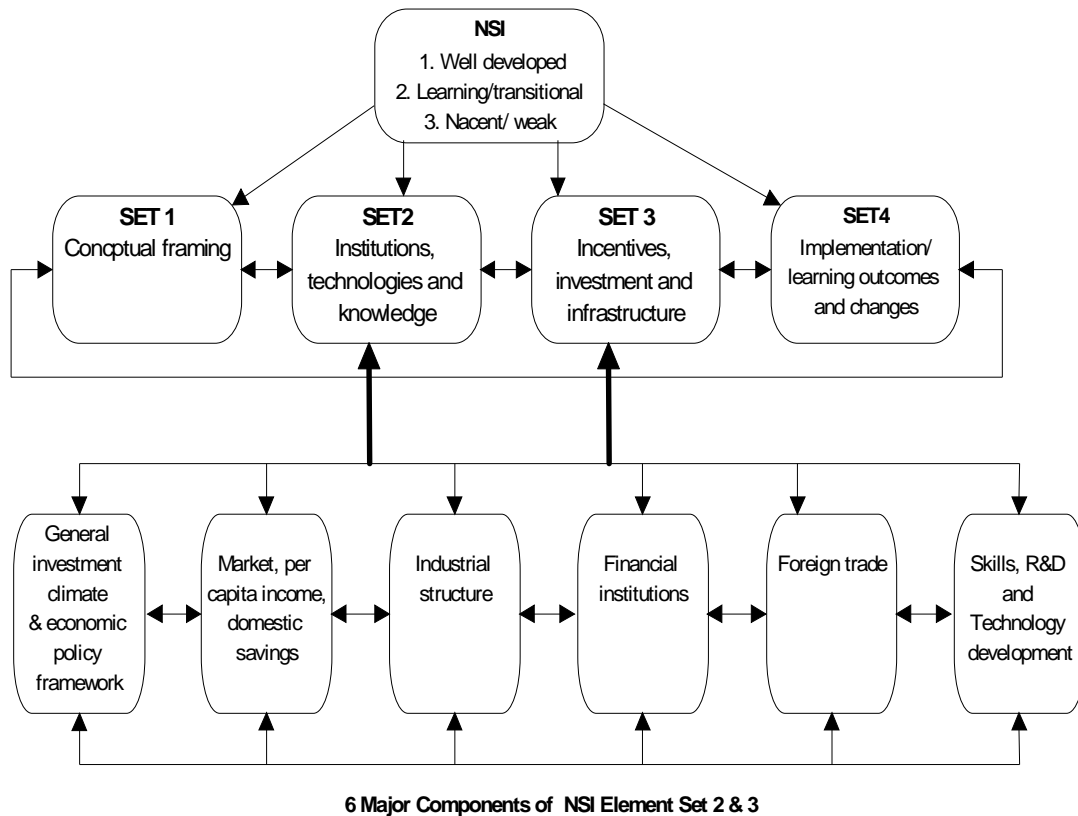 NSI
1. Well developed
2. Learning/transitional
3. Nacent/ weak
SET 1
Concptual framing
SET2
Institutions,
technologies and
knowledge
SET 3
Incentives,
investment and
infrastructure
SET4
Implementation/
learning outcomes
and changes
General
investment
climate
& economic
policy
framework
Market, per
capita income,
domestic
savings
Industrial
structure
Financial
institutions
Foreign trade
Skills, R&D
and
Technology
development
6 Major Components of NSI Element Set 2 & 3